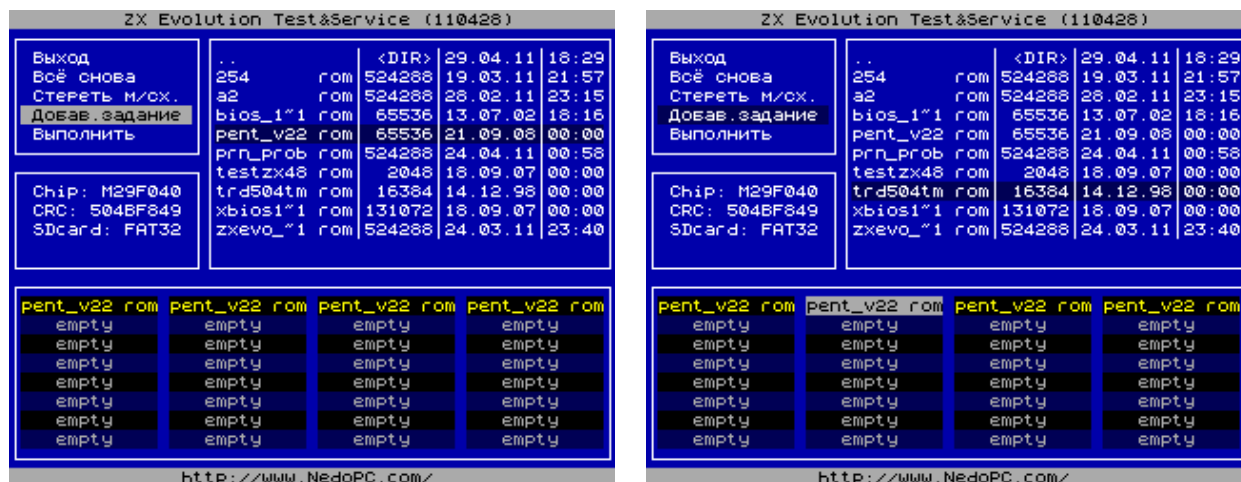 ZX Evolution Test&Service (110428)
Выход
Всё снова
Стереть м/сх.
Добав.задание
Выполнить
Chip: M29F040
CRC: 504BF849
SDcard: FAT32
.. <DIR> 29.04.11 18:29
254 rom 524288 19.03.11 21:57
a2 rom 524288 28.02.11 23:15
bios_1~1 rom 65536 13.07.02 18:16
pent_v22 rom 65536 21.09.08 00:00
prn_prob rom 524288 24.04.11 00:58
testzx48 rom 2048 18.09.07 00:00
trd504tm rom 16384 14.12.98 00:00
xbios1~1 rom 131072 18.09.07 00:00
zxevo_~1 rom 524288 24.03.11 23:40
pent_v22 rom pent_v22 rom pent_v22 rom pent_v22 rom
empty empty empty empty
empty empty empty empty
empty empty empty empty
empty empty empty empty
empty empty empty empty
empty empty empty empty
empty empty empty empty
http://www.NedoPC.com/
ZX Evolution Test&Service (110428)
Выход
Всё снова
Стереть м/сх.
Добав.задание
Выполнить
Chip: M29F040
CRC: 504BF849
SDcard: FAT32
.. <DIR> 29.04.11 18:29
254 rom 524288 19.03.11 21:57
a2 rom 524288 28.02.11 23:15
bios_1~1 rom 65536 13.07.02 18:16
pent_v22 rom 65536 21.09.08 00:00
prn_prob rom 524288 24.04.11 00:58
testzx48 rom 2048 18.09.07 00:00
trd504tm rom 16384 14.12.98 00:00
xbios1~1 rom 131072 18.09.07 00:00
zxevo_~1 rom 524288 24.03.11 23:40
pent_v22 rom pent_v22 rom pent_v22 rom pent_v22 rom
empty empty empty empty
empty empty empty empty
empty empty empty empty
empty empty empty empty
empty empty empty empty
empty empty empty empty
empty empty empty empty
http://www.NedoPC.com/